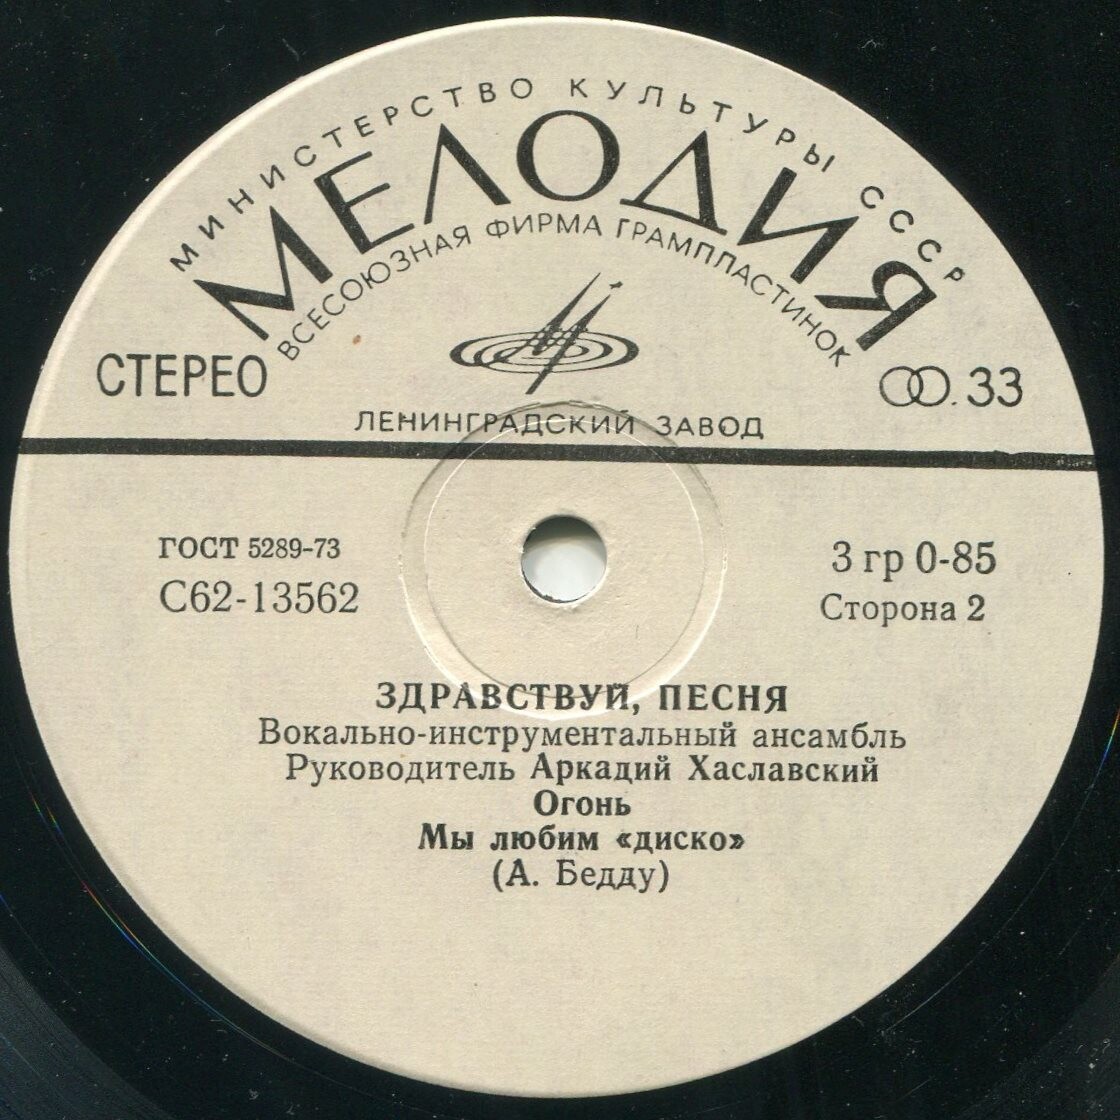 МИНИСТЕРСТВО КУЛЬТУРЫ СССР
МЕЛОДИЯ
ВСЕСОЮЗНАЯ ФИРМА ГРАМПЛАСТИНОК
СТЕРЕО
33
ЛЕНИНГРАДСКИЙ ЗАВОД
ГОСТ 5289-73
3 гр 0-85
С62-13562
Сторона 2
ЗДРАВСТВУЙ, ПЕСНЯ
Вокально-инструментальный ансамбль
Руководитель Аркадий Хаславский
Огонь
Мы любим «диско»
(А. Бедду)